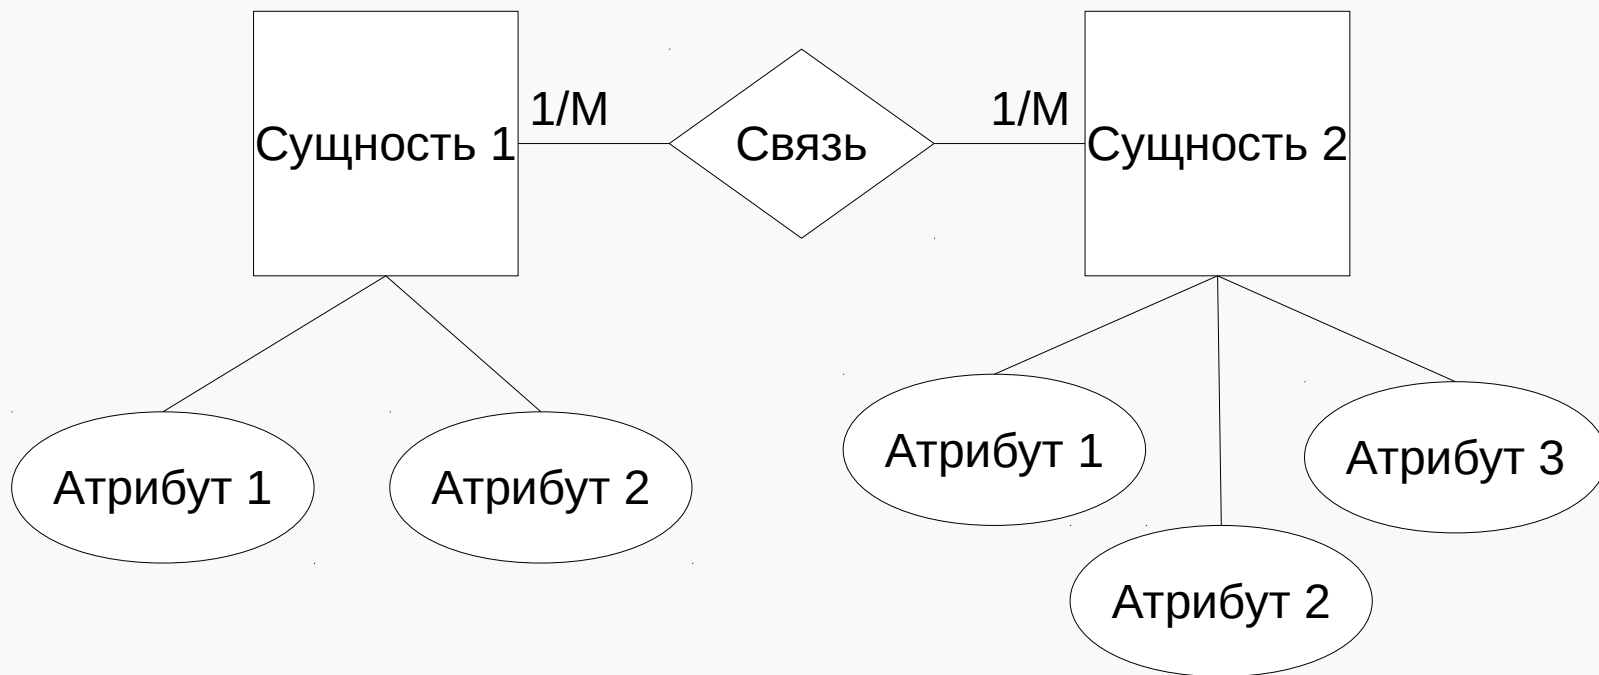 Сущность 1
1/М
Связь
1/М
Сущность 2
Атрибут 1
Атрибут 2
Атрибут 1
Атрибут 2
Атрибут 3